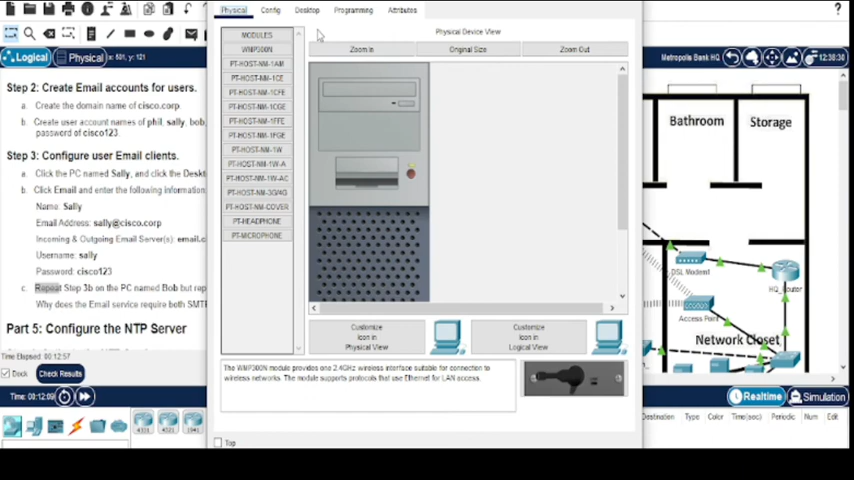 Physical
Config
Desktop
Programming
Attributes
Logical
Physical
x: 601, y: 121
Metropolis Bank HQ
12:38:30
Step 2: Create Email accounts for users.
a. Create the domain name of cisco.corp
b. Create user account names of phil, sally, bob,
password of cisco123
Step 3: Configure user Email clients.
a. Click the PC named Sally, and click the Deskt
b. Click Email and enter the following information
Name: Sally
Email Address: sally@cisco.corp
Incoming & Outgoing Email Server(s): email.c
Username: sally
Password: cisco123
c. Repeat Step 3b on the PC named Bob but rep
Why does the Email service require both SMT
Part 5: Configure the NTP Server
Time Elapsed: 00:12:57
Dock
Check Results
Time: 00:12:09
4331
4321
1941
MODULES
WMP300N
PT-HOST-NM-1AM
PT-HOST-NM-1CE
PT-HOST-NM-1CFE
PT-HOST-NM-1CGE
PT-HOST-NM-1FFE
PT-HOST-NM-1FGE
PT-HOST-NM-1W
PT-HOST-NM-1W-A
PT-HOST-NM-1W-AC
PT-HOST-NM-3G/4G
PT-HOST-NM-COVER
PT-HEADPHONE
PT-MICROPHONE
Physical Device View
Zoom In
Original Size
Zoom Out
Customize
Icon in
Physical View
Customize
Icon in
Logical View
The WMP300N module provides one 2.4GHz wireless interface suitable for connection to
wireless networks. The module supports protocols that use Ethernet for LAN access.
Top
Bathroom
Storage
DSL Modem
HQ_Router
Access Point
Network Closet
Realtime
Simulation
Destination
Type
Color
Time(sec)
Periodic
Num
Edit